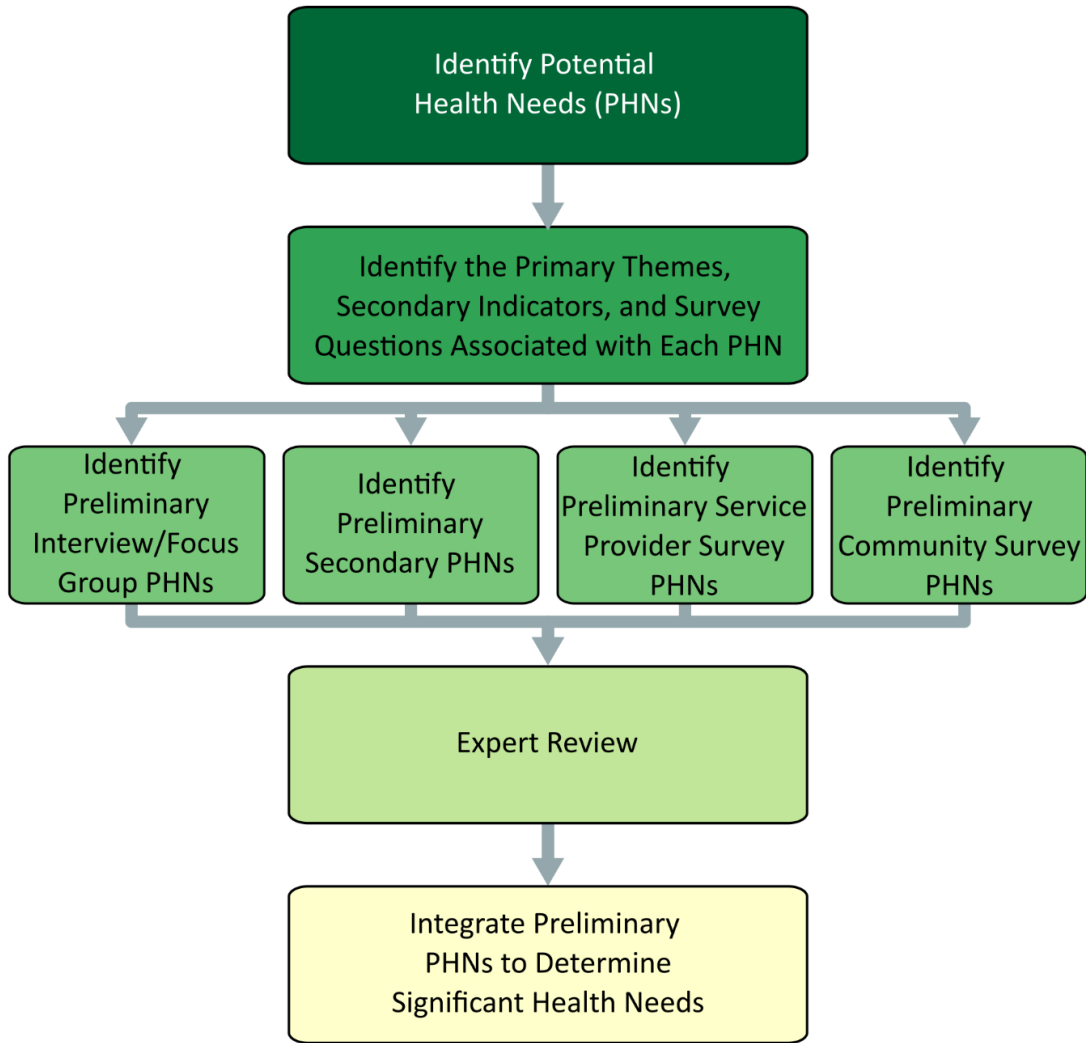 Identify Potential
Health Needs (PHNs)
Identify the Primary Themes,
Secondary Indicators, and Survey
Questions Associated with Each PHN
Identify
Preliminary
Interview/Focus
Group PHNs
Identify
Preliminary
Secondary PHNs
Identify
Preliminary Service
Provider Survey
PHNs
Identify
Preliminary
Community Survey
PHNs
Expert Review
Integrate Preliminary
PHNs to Determine
Significant Health Needs